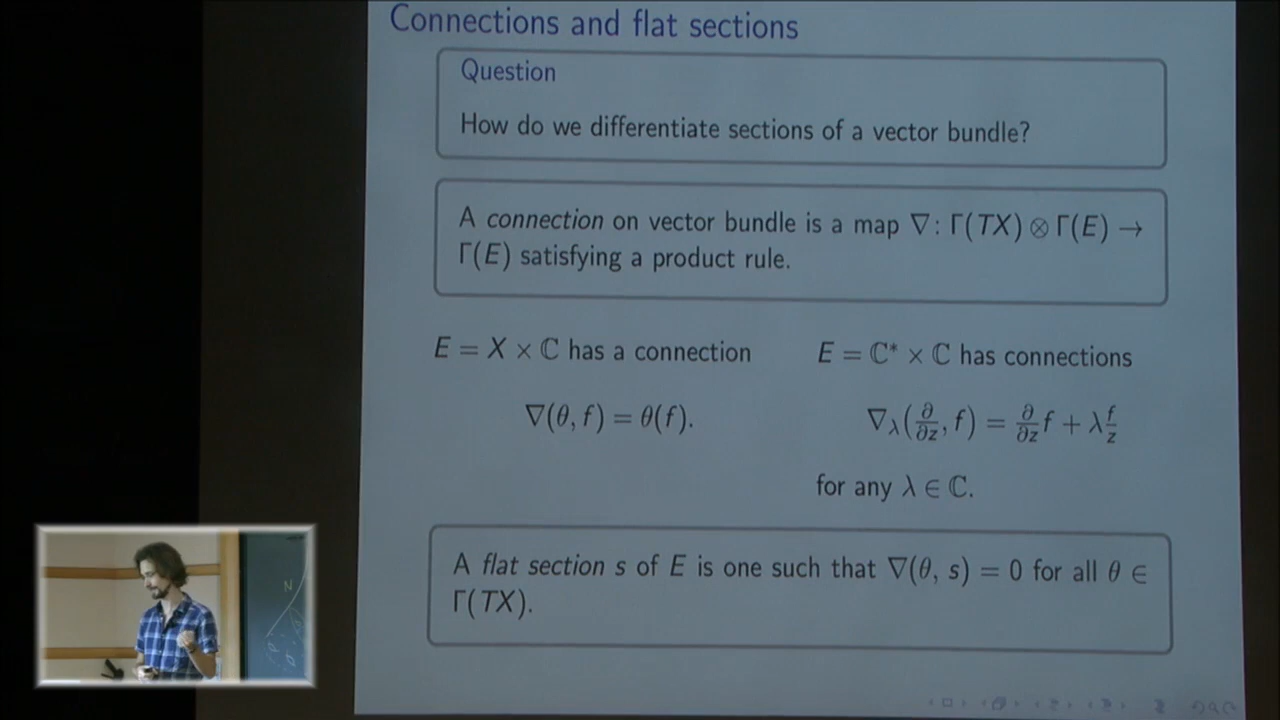 Connections and flat sections
Question
How do we differentiate sections of a vector bundle?
A connection on vector bundle is a map ∇: Γ(TX) ⊗ Γ(E) →
Γ(E) satisfying a product rule.
E = X × ℂ has a connection
∇(θ, f) = θ(f).
E = ℂ* × ℂ has connections
∇_λ(∂/∂z, f) = ∂/∂z f + λ f/z
for any λ ∈ ℂ.
A flat section s of E is one such that ∇(θ, s) = 0 for all θ ∈
Γ(TX).